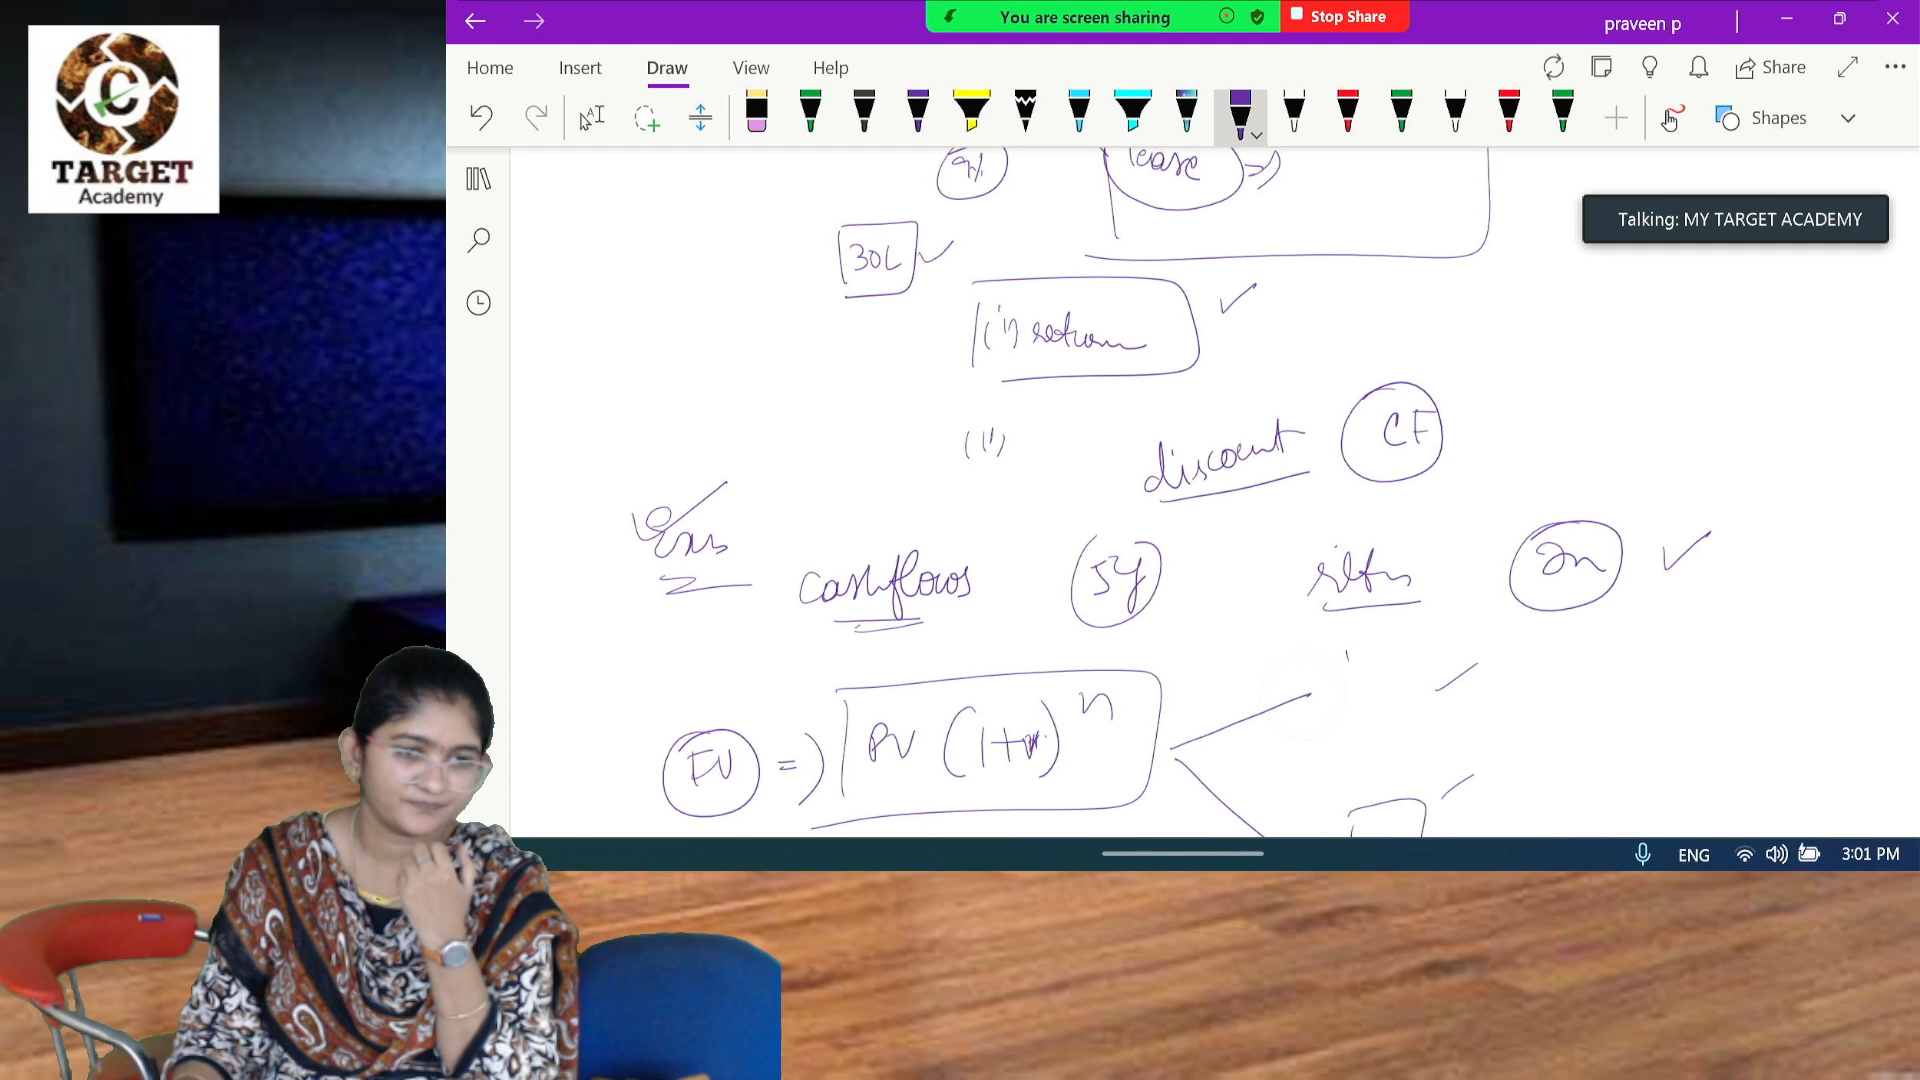 TARGET
Academy
You are screen sharing
Stop Share
praveen p
Home Insert Draw View Help
Share
Shapes
Talking: MY TARGET ACADEMY
lease =>
30L
(i) return
(i)
discount CF
cashflows 5y
FV => PV (1+r)^n
ENG 3:01 PM